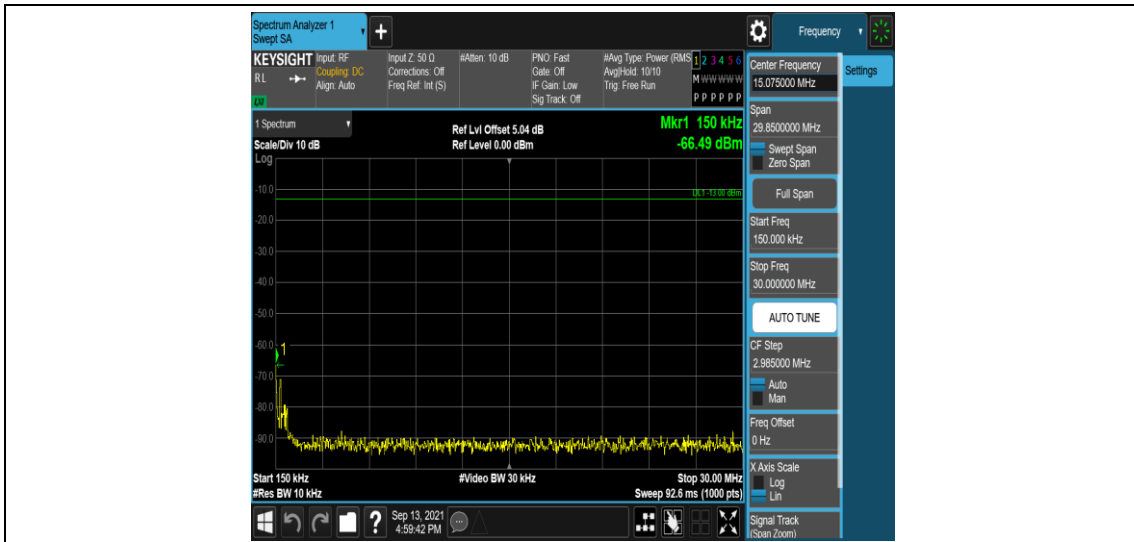 Spectrum Analyzer 1
Swept SA
+
Frequency
KEYSIGHT
RL
Input: RF
Coupling: DC
Align: Auto
Input Z: 50 Ω
Corrections: Off
Freq Ref: Int (S)
#Atten: 10 dB
PNO: Fast
Gate: Off
IF Gain: Low
Sig Track: Off
#Avg Type: Power (RMS
Avg|Hold: 10/10
Trig: Free Run
1 2 3 4 5 6
M W W W W W
P P P P P P
Center Frequency
15.075000 MHz
Settings
Span
29.8500000 MHz
Swept Span
Zero Span
Full Span
Start Freq
150.000 kHz
Stop Freq
30.000000 MHz
AUTO TUNE
CF Step
2.985000 MHz
Auto
Man
Freq Offset
0 Hz
X Axis Scale
Log
Lin
Signal Track
(Span Zoom)
1 Spectrum
Scale/Div 10 dB
Ref Lvl Offset 5.04 dB
Ref Level 0.00 dBm
Mkr1 150 kHz
-66.49 dBm
Log
DL1 -13.00 dBm
-10.0
-20.0
-30.0
-40.0
-50.0
-60.0
1
-70.0
-80.0
-90.0
Start 150 kHz
#Video BW 30 kHz
Stop 30.00 MHz
#Res BW 10 kHz
Sweep 92.6 ms (1000 pts)
?
Sep 13, 2021
4:59:42 PM